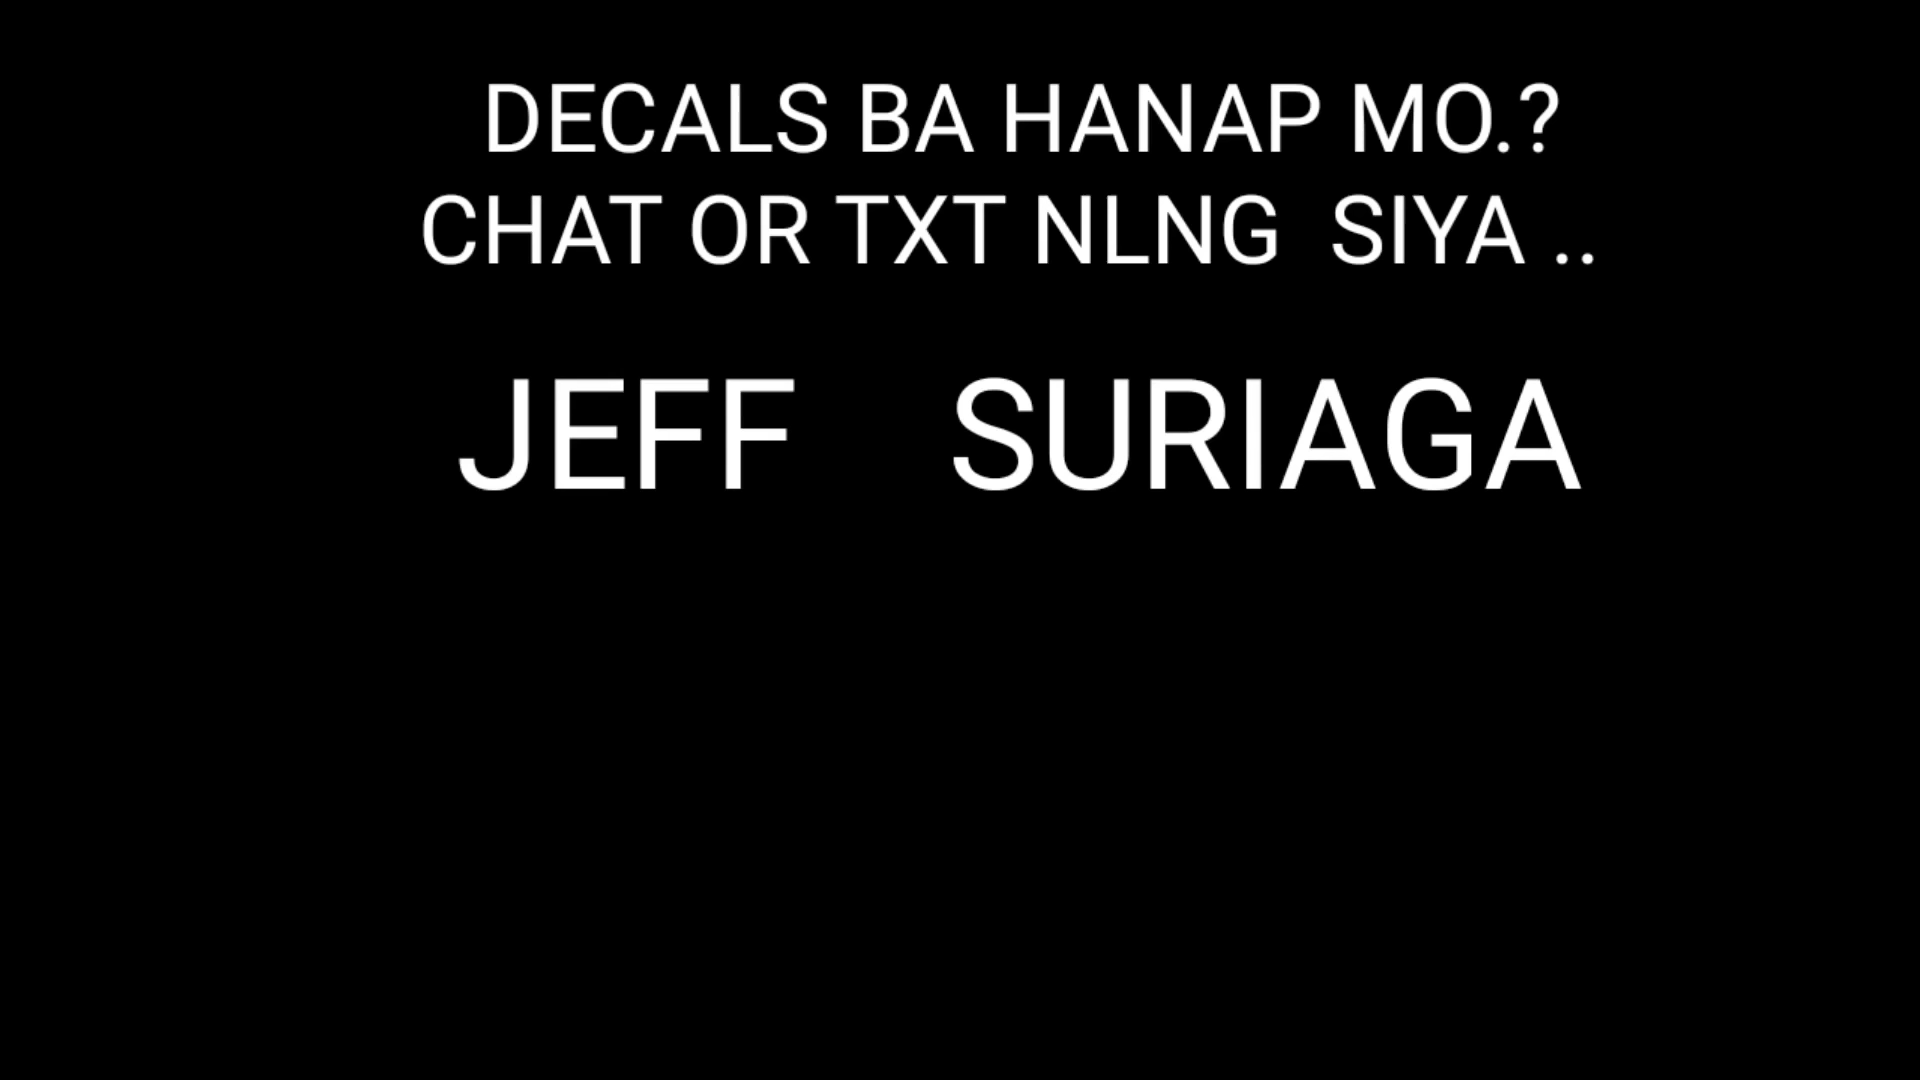 DECALS BA HANAP MO.?
CHAT OR TXT NLNG  SIYA ..
JEFF    SURIAGA